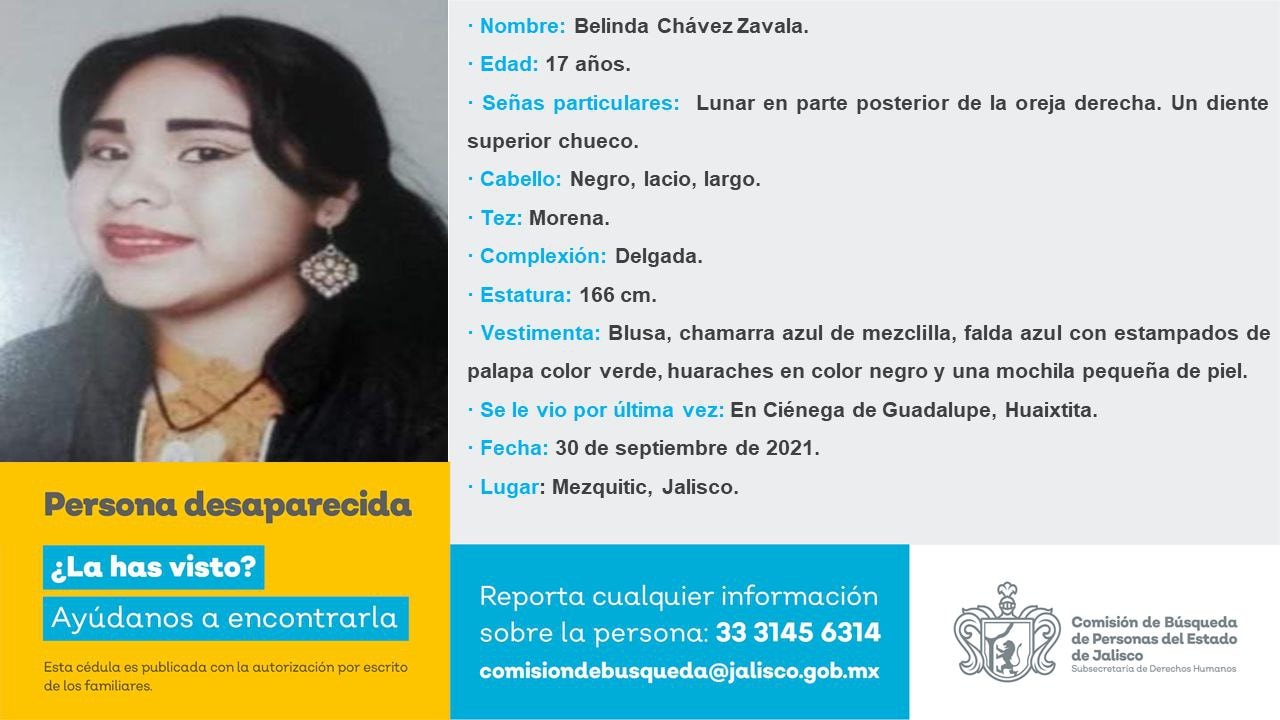 · Nombre: Belinda Chávez Zavala.
· Edad: 17 años.
· Señas particulares: Lunar en parte posterior de la oreja derecha. Un diente
superior chueco.
· Cabello: Negro, lacio, largo.
· Tez: Morena.
· Complexión: Delgada.
· Estatura: 166 cm.
· Vestimenta: Blusa, chamarra azul de mezclilla, falda azul con estampados de
palapa color verde, huaraches en color negro y una mochila pequeña de piel.
· Se le vio por última vez: En Ciénega de Guadalupe, Huaixtita.
· Fecha: 30 de septiembre de 2021.
· Lugar: Mezquitic, Jalisco.
Persona desaparecida
¿La has visto?
Ayúdanos a encontrarla
Esta cédula es publicada con la autorización por escrito
de los familiares.
Reporta cualquier información
sobre la persona: 33 3145 6314
comisiondebusqueda@jalisco.gob.mx
Comisión de Búsqueda
de Personas del Estado
de Jalisco
Subsecretaría de Derechos Humanos